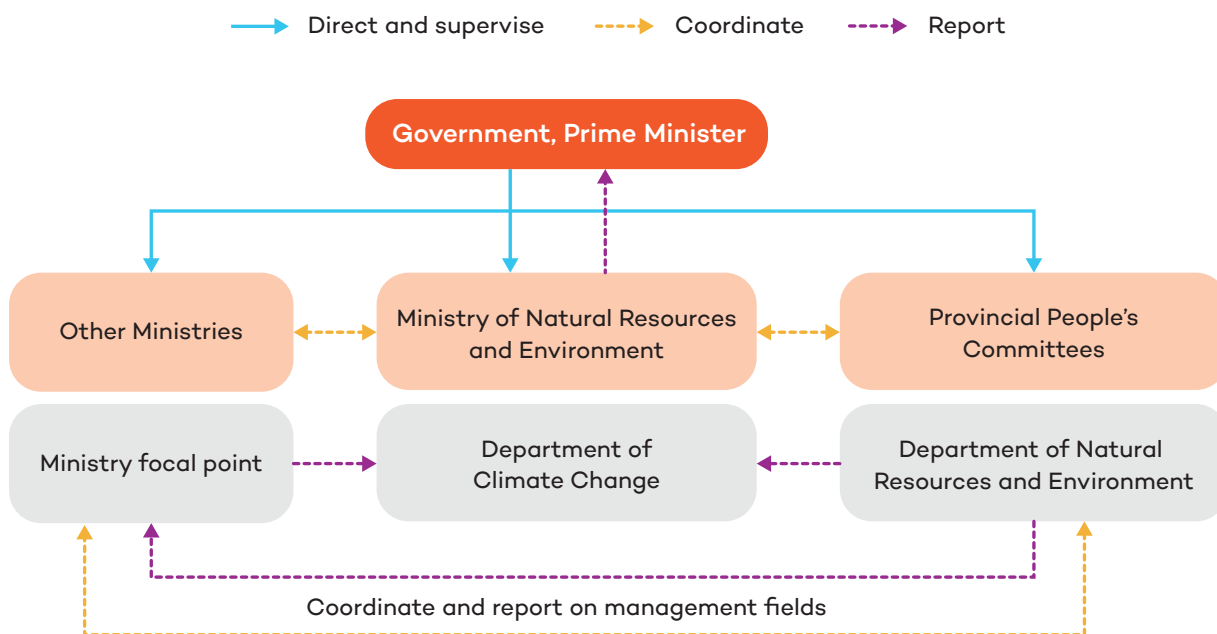 Direct and supervise
Coordinate
Report
Government, Prime Minister
Other Ministries
Ministry of Natural Resources
and Environment
Provincial People’s
Committees
Ministry focal point
Department of
Climate Change
Department of Natural
Resources and Environment
Coordinate and report on management fields